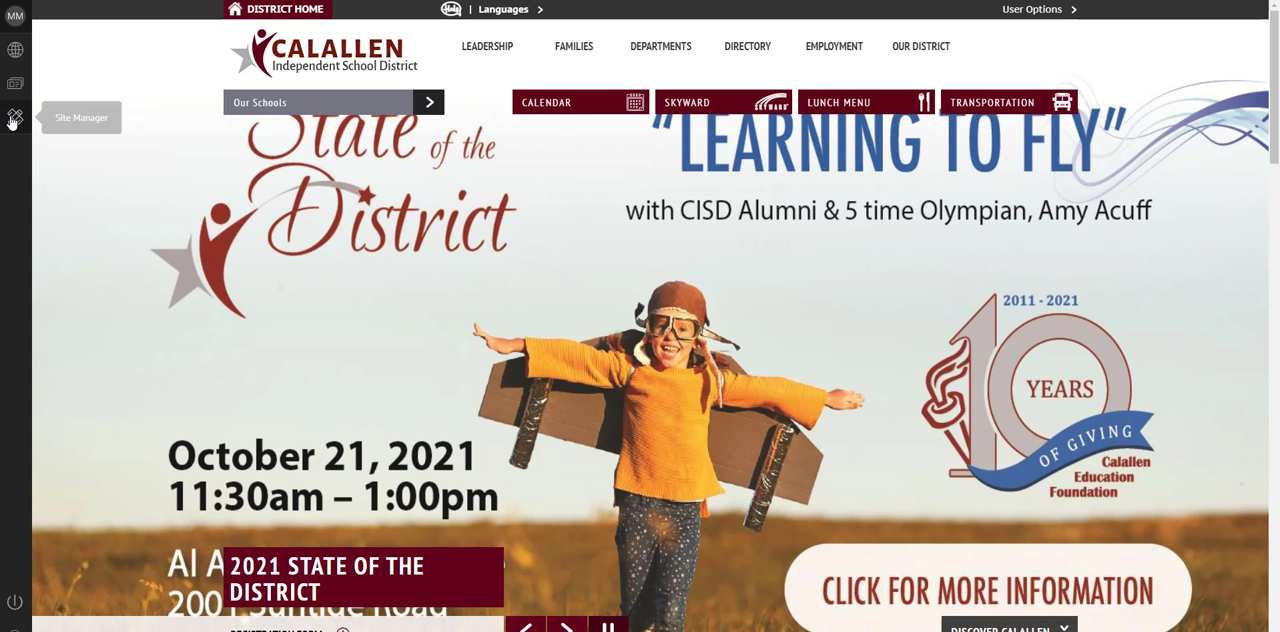 MM
DISTRICT HOME
Help | Languages
User Options
CALALLEN
Independent School District
LEADERSHIP
FAMILIES
DEPARTMENTS
DIRECTORY
EMPLOYMENT
OUR DISTRICT
Our Schools
CALENDAR
SKYWARD
SKYWARD
LUNCH MENU
TRANSPORTATION
Site Manager
State of the
District
“LEARNING TO FLY”
with CISD Alumni & 5 time Olympian, Amy Acuff
2011 - 2021
10
YEARS
OF GIVING
Calallen
Education
Foundation
October 21, 2021
11:30am – 1:00pm
Al A
2021 STATE OF THE
DISTRICT
CLICK FOR MORE INFORMATION
DISCOVER CALALLEN